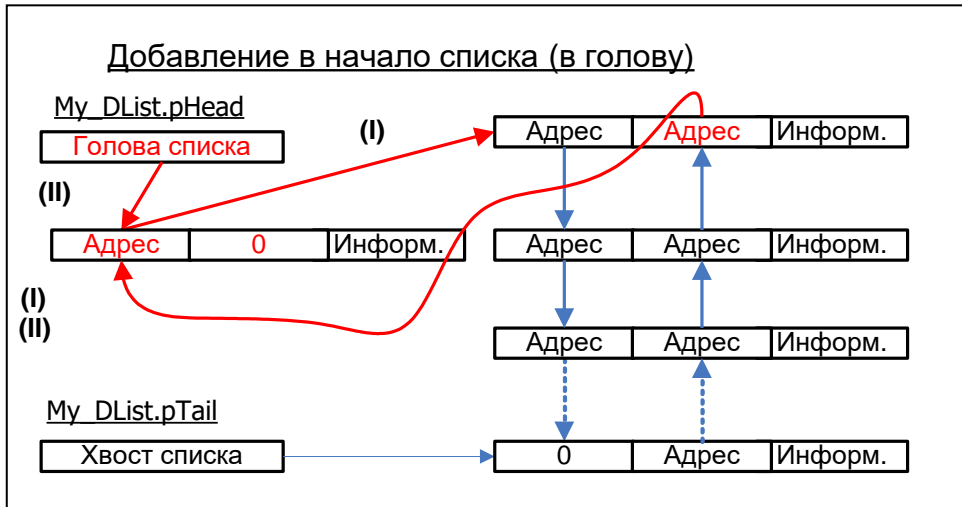 Добавление в начало списка (в голову)
My_DList.pHead
Голова списка
(I)
Адрес Адрес Информ.
(II)
Адрес 0 Информ.
Адрес Адрес Информ.
(I)
(II)
Адрес Адрес Информ.
My_DList.pTail
Хвост списка
0 Адрес Информ.